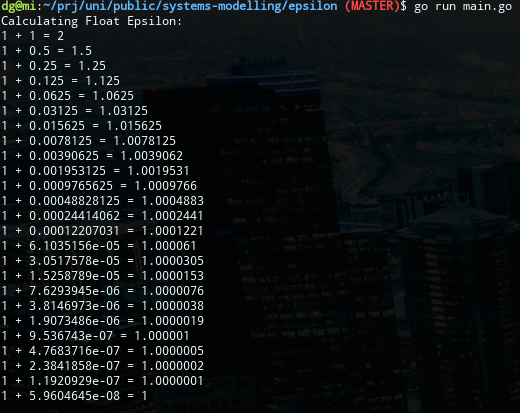 dg@mi:~/prj/uni/public/systems-modelling/epsilon (MASTER)$ go run main.go
Calculating Float Epsilon:
1 + 1 = 2
1 + 0.5 = 1.5
1 + 0.25 = 1.25
1 + 0.125 = 1.125
1 + 0.0625 = 1.0625
1 + 0.03125 = 1.03125
1 + 0.015625 = 1.015625
1 + 0.0078125 = 1.0078125
1 + 0.00390625 = 1.0039062
1 + 0.001953125 = 1.0019531
1 + 0.0009765625 = 1.0009766
1 + 0.00048828125 = 1.0004883
1 + 0.00024414062 = 1.0002441
1 + 0.00012207031 = 1.0001221
1 + 6.1035156e-05 = 1.000061
1 + 3.0517578e-05 = 1.0000305
1 + 1.5258789e-05 = 1.0000153
1 + 7.6293945e-06 = 1.0000076
1 + 3.8146973e-06 = 1.0000038
1 + 1.9073486e-06 = 1.0000019
1 + 9.536743e-07 = 1.000001
1 + 4.7683716e-07 = 1.0000005
1 + 2.3841858e-07 = 1.0000002
1 + 1.1920929e-07 = 1.0000001
1 + 5.9604645e-08 = 1